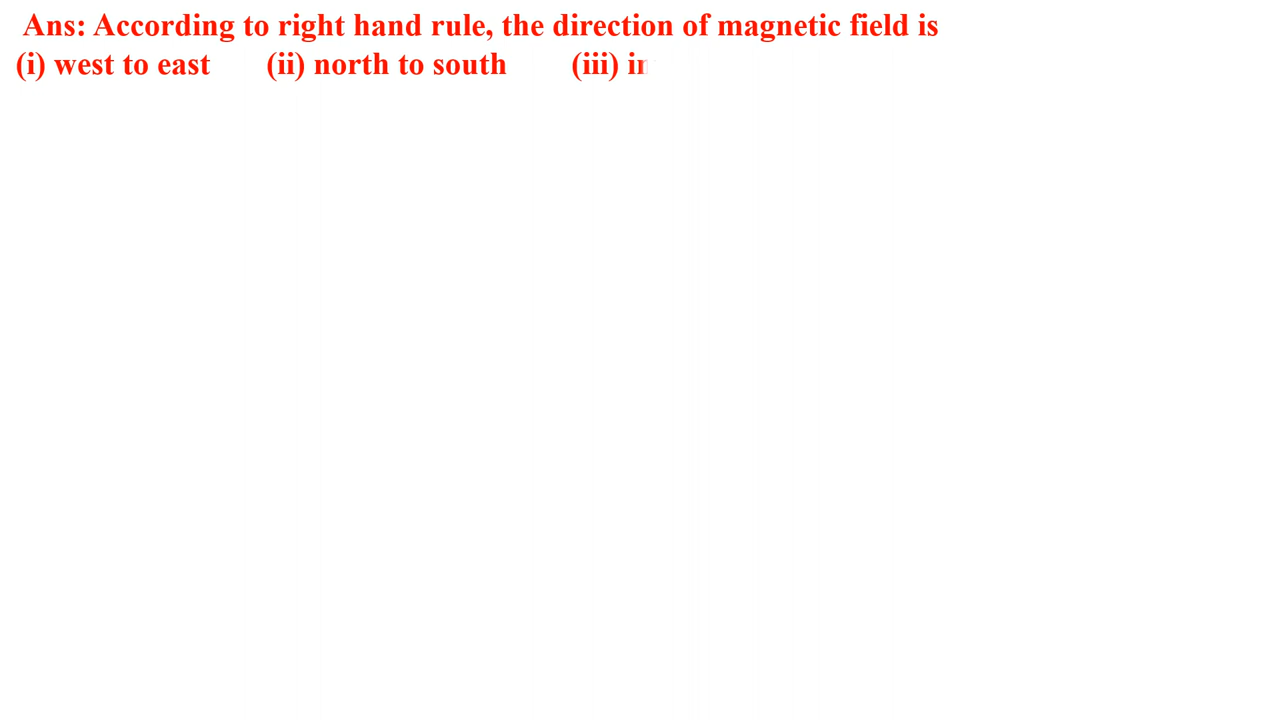 Ans: According to right hand rule, the direction of magnetic field is
(i) west to east (ii) north to south (iii)